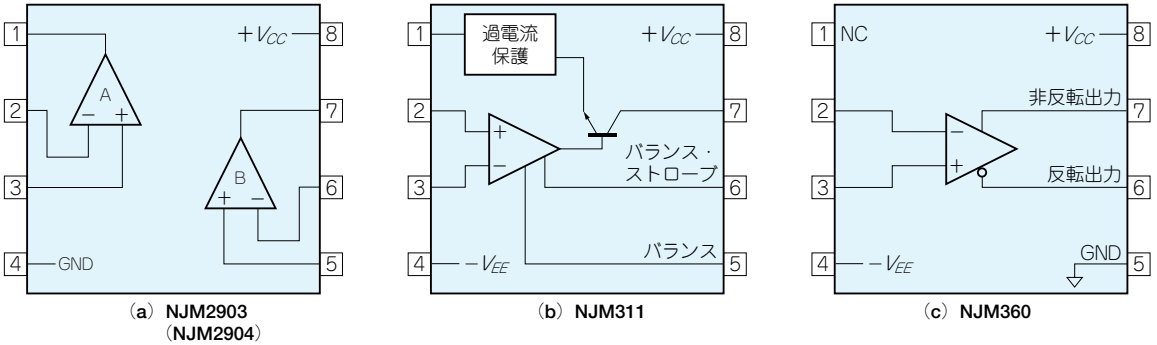 1
2
3
4
8
7
6
5
+VCC
A
− +
B
+ −
GND
(a) NJM2903
(NJM2904)
1
2
3
4
8
7
6
5
過電流
保護
+VCC
+
−
バランス・
ストローブ
バランス
−VEE
(b) NJM311
1
2
3
4
8
7
6
5
NC
+VCC
非反転出力
−
+
反転出力
GND
−VEE
(c) NJM360